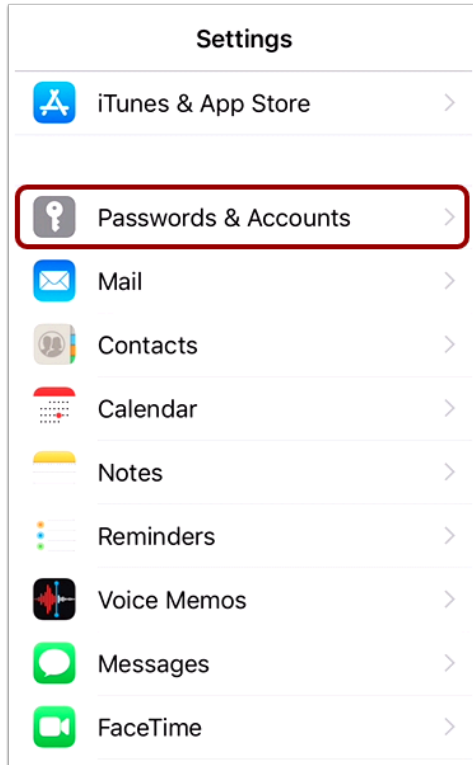 Settings
iTunes & App Store
Passwords & Accounts
Mail
Contacts
Calendar
Notes
Reminders
Voice Memos
Messages
FaceTime